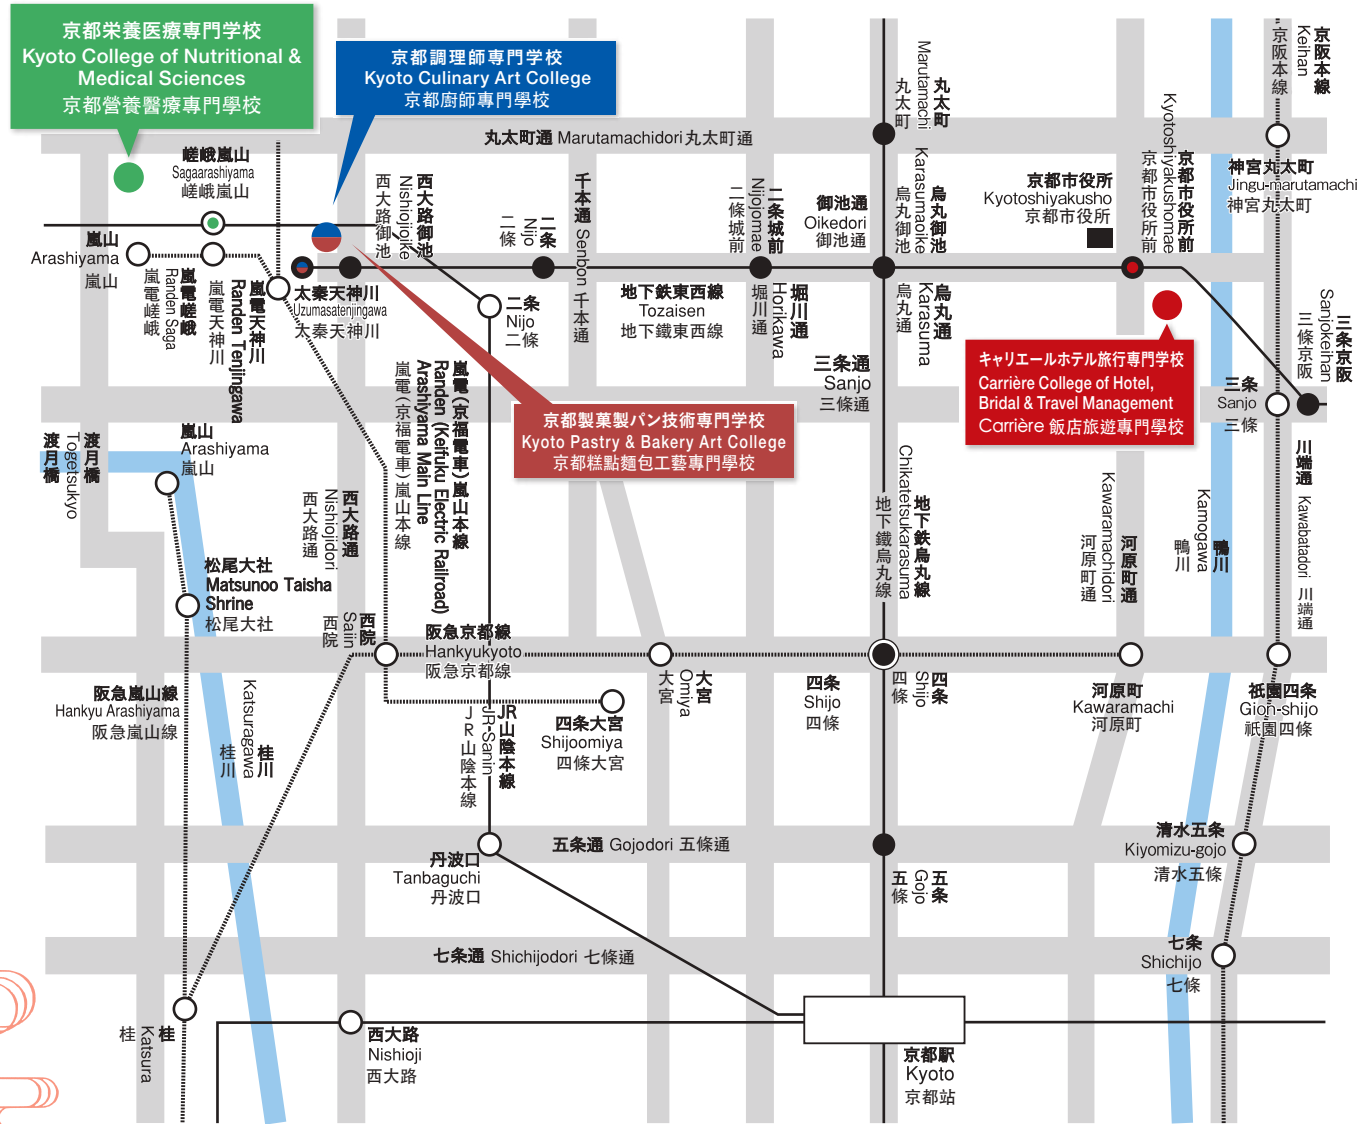 京都栄養医療専門学校
Kyoto College of Nutritional &
Medical Sciences
京都營養醫療專門學校
京都調理師専門学校
Kyoto Culinary Art College
京都廚師專門學校
丸太町通 Marutamachidori 丸太町通
丸太町
Marutamachi
丸太町
京阪本線
Keihan
京阪本線
嵯峨嵐山
Sagaarashiyama
嵯峨嵐山
西大路御池
Nishiojioike
西大路御池
二条
Nijo
二條
千本通 Senbon 千本通
二条城前
Nijojomae
二條城前
御池通
Oikedori
御池通
烏丸御池
Karasumaoike
烏丸御池
京都市役所
Kyotoshiyakusho
京都市役所
京都市役所前
Kyotoshiyakushomae
京都市役所前
神宮丸太町
Jingu-marutamachi
神宮丸太町
嵐山
Arashiyama
嵐山
嵐電嵯峨
Randen Saga
嵐電嵯峨
嵐電天神川
Randen Tenjingawa
嵐電天神川
太秦天神川
Uzumasatenjingawa
太秦天神川
二条
Nijo
二條
地下鉄東西線
Tozaisen
地下鐵東西線
堀川通
Horikawa
堀川通
烏丸通
Karasuma
烏丸通
三条京阪
Sanjokeihan
三條京阪
三条通
Sanjo
三條通
キャリエールホテル旅行専門学校
Carrière College of Hotel,
Bridal & Travel Management
Carrière 飯店旅遊專門學校
三条
Sanjo
三條
嵐電(京福電車)嵐山本線
Randen (Keifuku Electric Railroad)
Arashiyama Main Line
嵐電(京福電車)嵐山本線
京都製菓製パン技術専門学校
Kyoto Pastry & Bakery Art College
京都糕點麵包工藝專門學校
渡月橋
Togetsukyo
渡月橋
嵐山
Arashiyama
嵐山
西大路通
Nishiojidori
西大路通
地下鉄烏丸線
Chikatetsukarasuma
地下鐵烏丸線
河原町通
Kawaramachidori
河原町通
鴨川
Kamogawa
鴨川
川端通 Kawabatadori 川端通
松尾大社
Matsunoo Taisha
Shrine
松尾大社
西院
Saiin
西院
阪急京都線
Hankyukyoto
阪急京都線
大宮
Omiya
大宮
四条
Shijo
四條
四条
Shijo
四條
河原町
Kawaramachi
河原町
祇園四条
Gion-shijo
祇園四條
阪急嵐山線
Hankyu Arashiyama
阪急嵐山線
桂川
Katsuragawa
桂川
JR山陰本線
JR-Sanin
JR山陰本線
四条大宮
Shijoomiya
四條大宮
五条通 Gojodori 五條通
丹波口
Tanbaguchi
丹波口
五条
Gojo
五條
清水五条
Kiyomizu-gojo
清水五條
七条通 Shichijodori 七條通
七条
Shichijo
七條
桂
Katsura
桂
西大路
Nishioji
西大路
京都駅
Kyoto
京都站